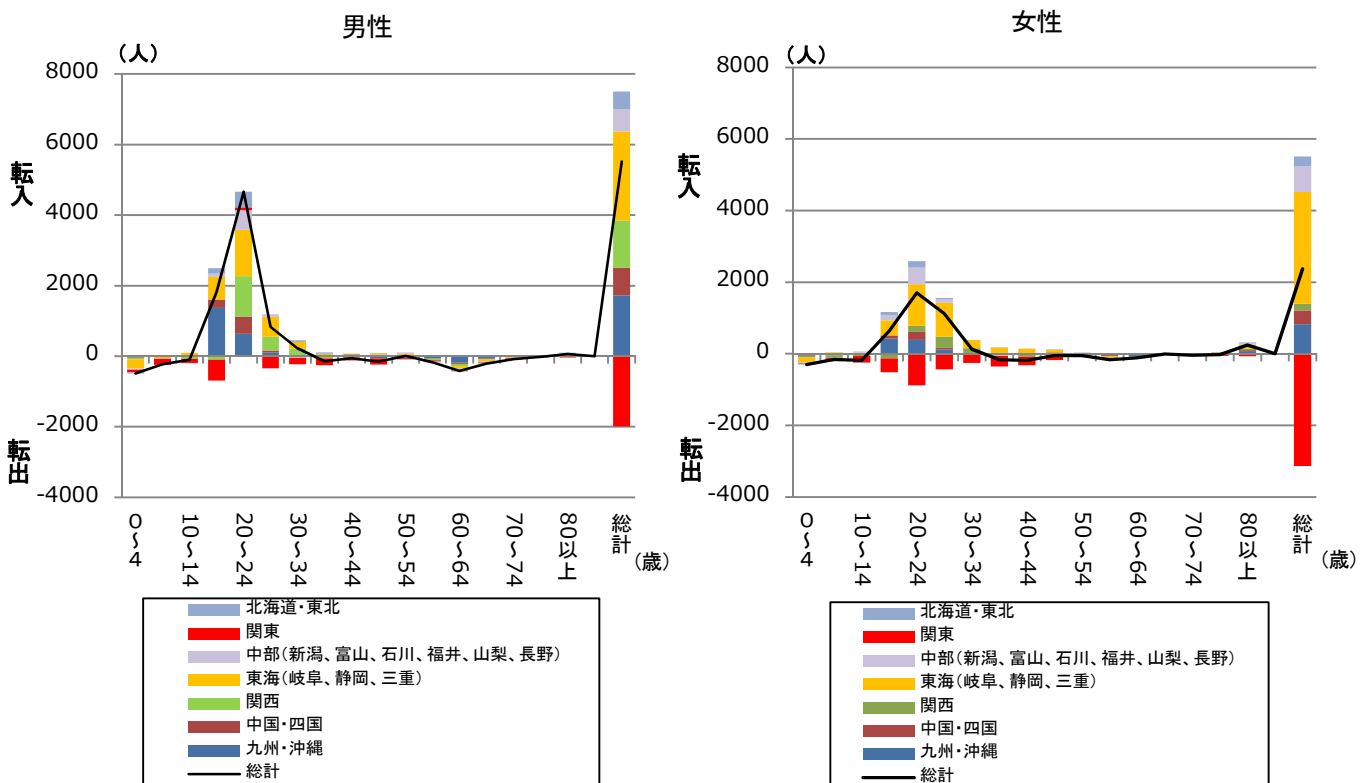 男性
(人)
8000
6000
4000
2000
0
-2000
-4000
転入
転出
0～4
10～14
20～24
30～34
40～44
50～54
60～64
70～74
80以上
総計
(歳)
北海道・東北
関東
中部(新潟、富山、石川、福井、山梨、長野)
東海(岐阜、静岡、三重)
関西
中国・四国
九州・沖縄
総計
女性
(人)
8000
6000
4000
2000
0
-2000
-4000
転入
転出
0～4
10～14
20～24
30～34
40～44
50～54
60～64
70～74
80以上
総計
(歳)
北海道・東北
関東
中部(新潟、富山、石川、福井、山梨、長野)
東海(岐阜、静岡、三重)
関西
中国・四国
九州・沖縄
総計